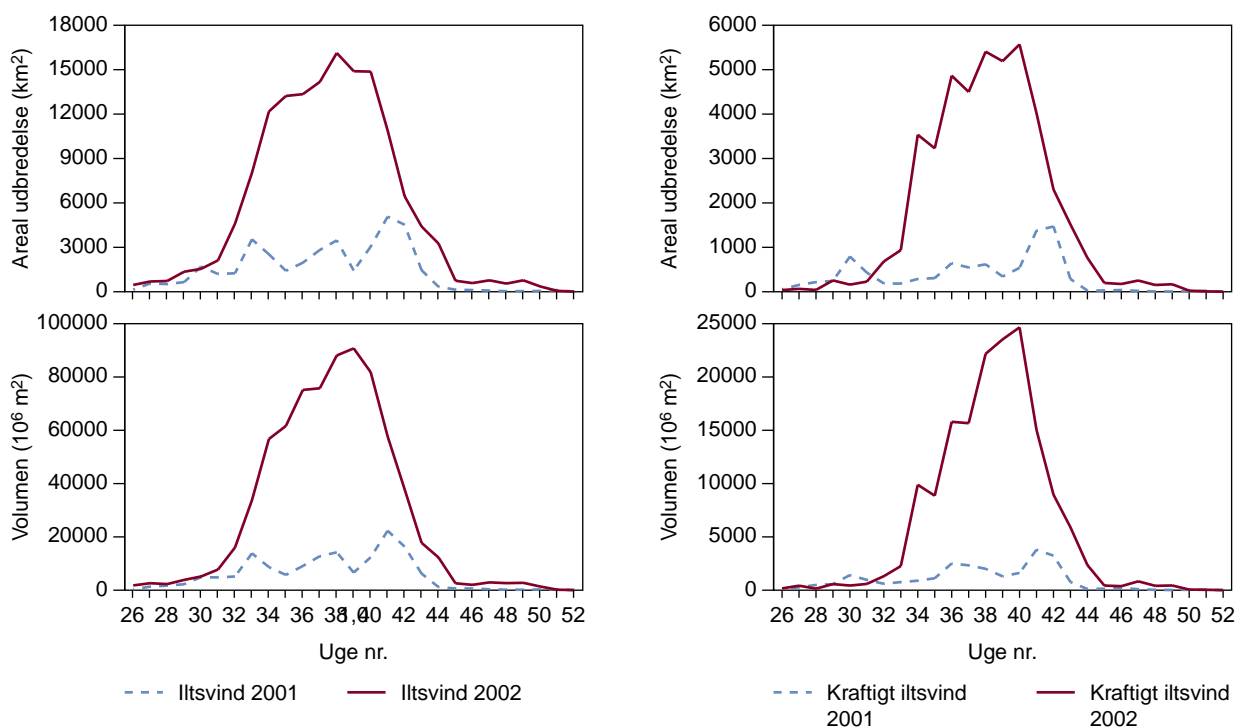 Areal udbredelse (km²)
18000
15000
12000
9000
6000
3000
0
Areal udbredelse (km²)
6000
5000
4000
3000
2000
1000
0
Volumen (10⁶ m²)
100000
80000
60000
40000
20000
0
26 28 30 32 34 36 38 40 42 44 46 48 50 52
Uge nr.
Volumen (10⁶ m²)
25000
20000
15000
10000
5000
0
26 28 30 32 34 36 38 40 42 44 46 48 50 52
Uge nr.
Iltsvind 2001 Iltsvind 2002
Kraftigt iltsvind
2001
Kraftigt iltsvind
2002